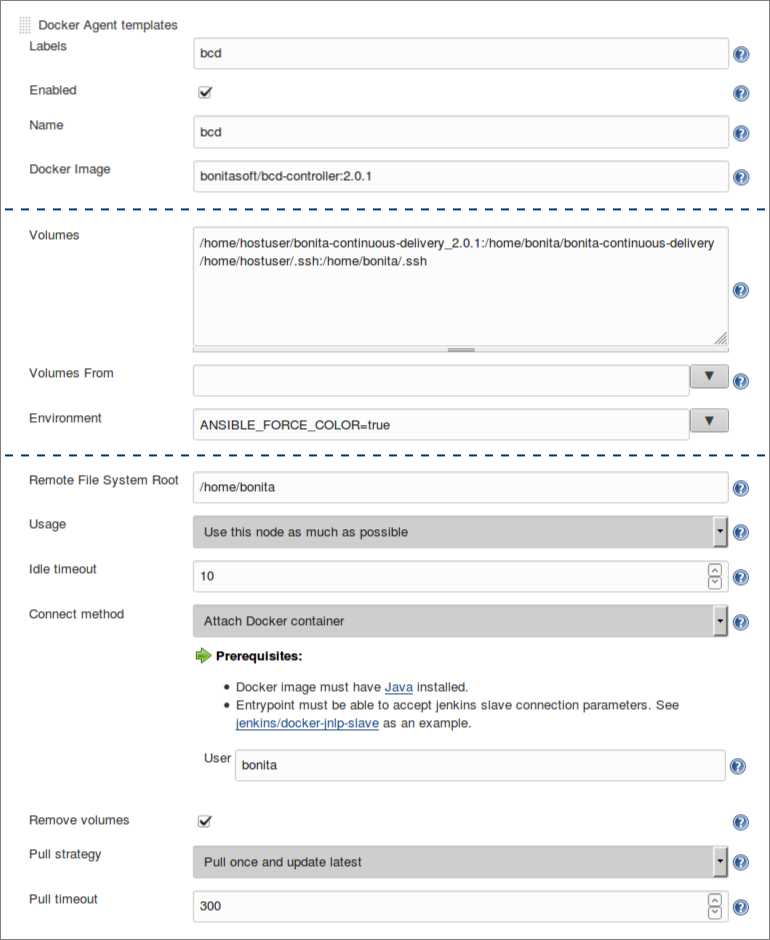 Docker Agent templates
Labels
bcd
Enabled
Name
bcd
Docker Image
bonitasoft/bcd-controller:2.0.1
Volumes
/home/hostuser/bonita-continuous-delivery_2.0.1:/home/bonita/bonita-continuous-delivery
/home/hostuser/.ssh:/home/bonita/.ssh
Volumes From
Environment
ANSIBLE_FORCE_COLOR=true
Remote File System Root
/home/bonita
Usage
Use this node as much as possible
Idle timeout
10
Connect method
Attach Docker container
Prerequisites:
• Docker image must have Java installed.
• Entrypoint must be able to accept jenkins slave connection parameters. See
jenkins/docker-jnlp-slave as an example.
User
bonita
Remove volumes
Pull strategy
Pull once and update latest
Pull timeout
300